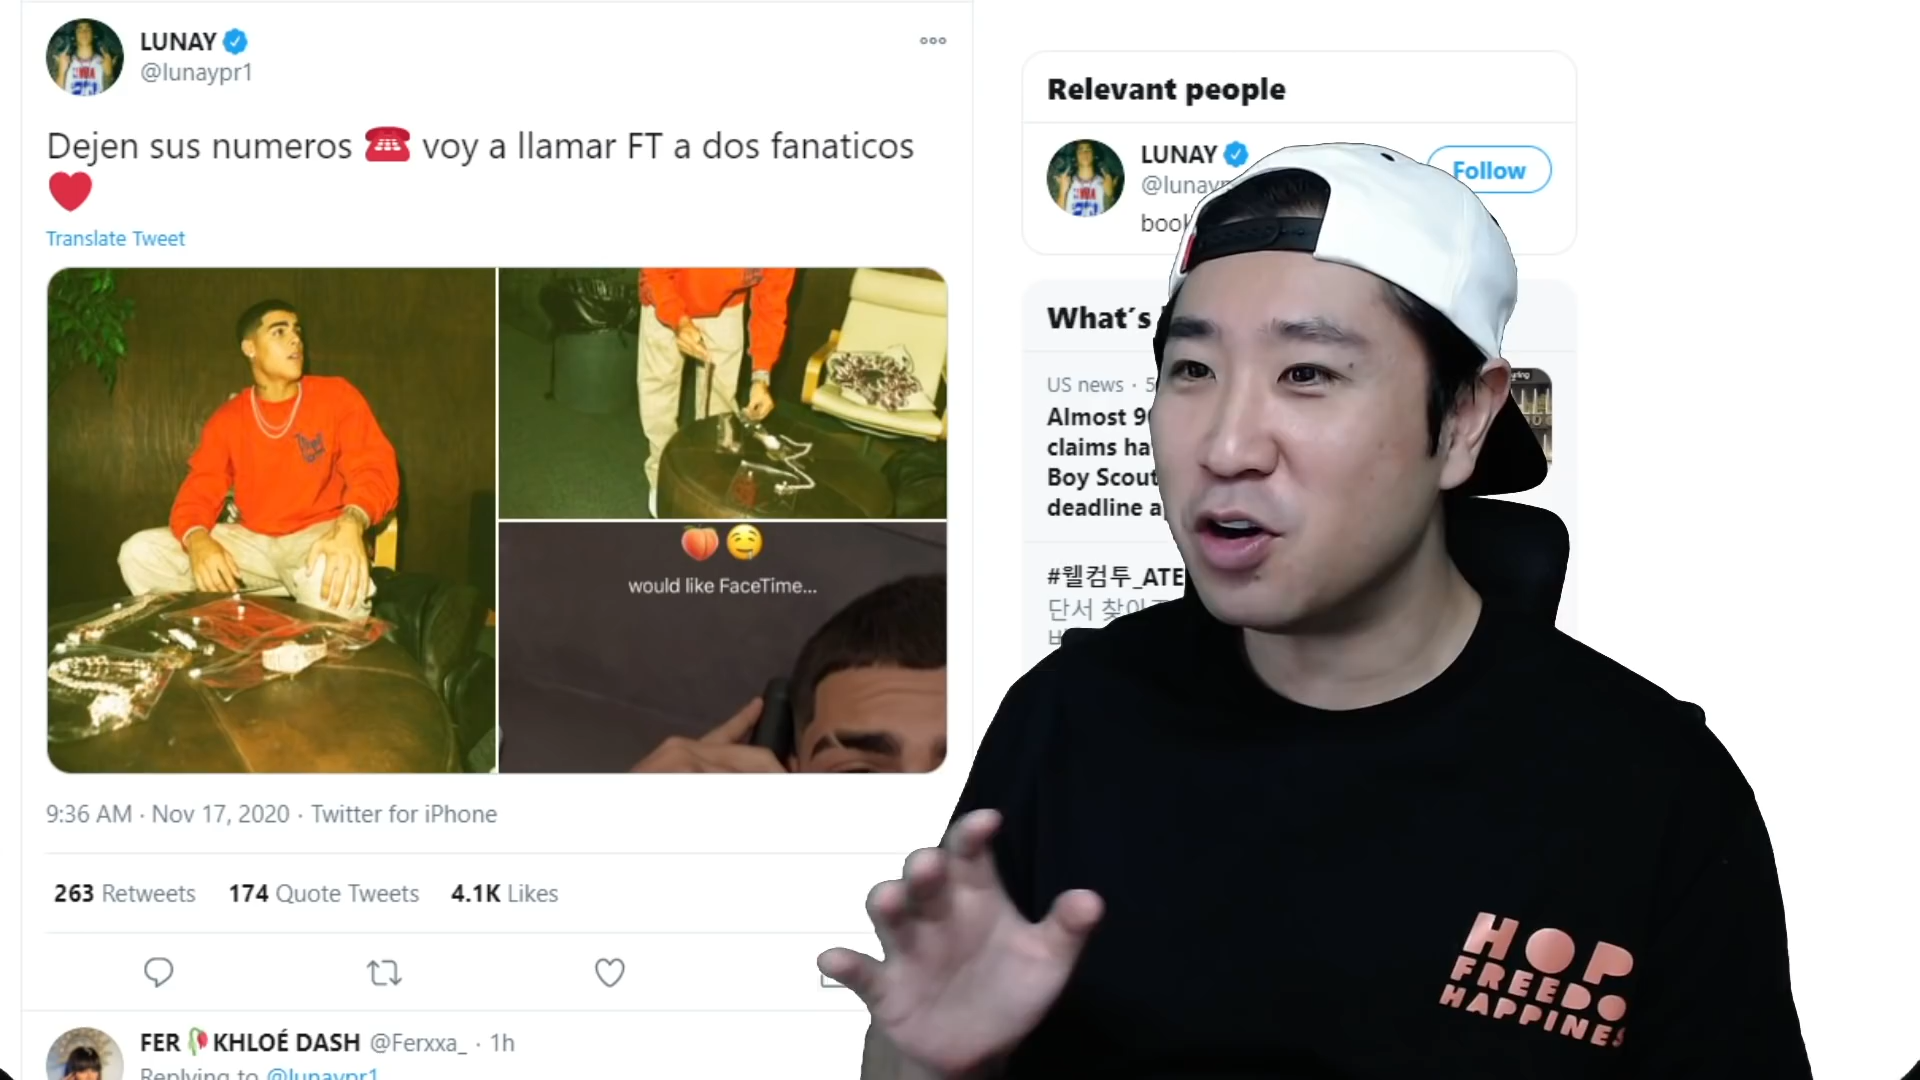 LUNAY
@lunaypr1
Dejen sus numeros ☎️ voy a llamar FT a dos fanaticos
❤️
Translate Tweet
🍑 🤤
would like FaceTime...
9:36 AM · Nov 17, 2020 · Twitter for iPhone
263 Retweets 174 Quote Tweets 4.1K Likes
FER🥀KHLOÉ DASH @Ferxxa_ · 1h
Replying to @lunaypr1
Relevant people
LUNAY
Follow
What's
US news ·
Almost
claims
Boy Scout
deadline
#웰컴투_ATE
단서
HOP
FREEDO
HAPPINES